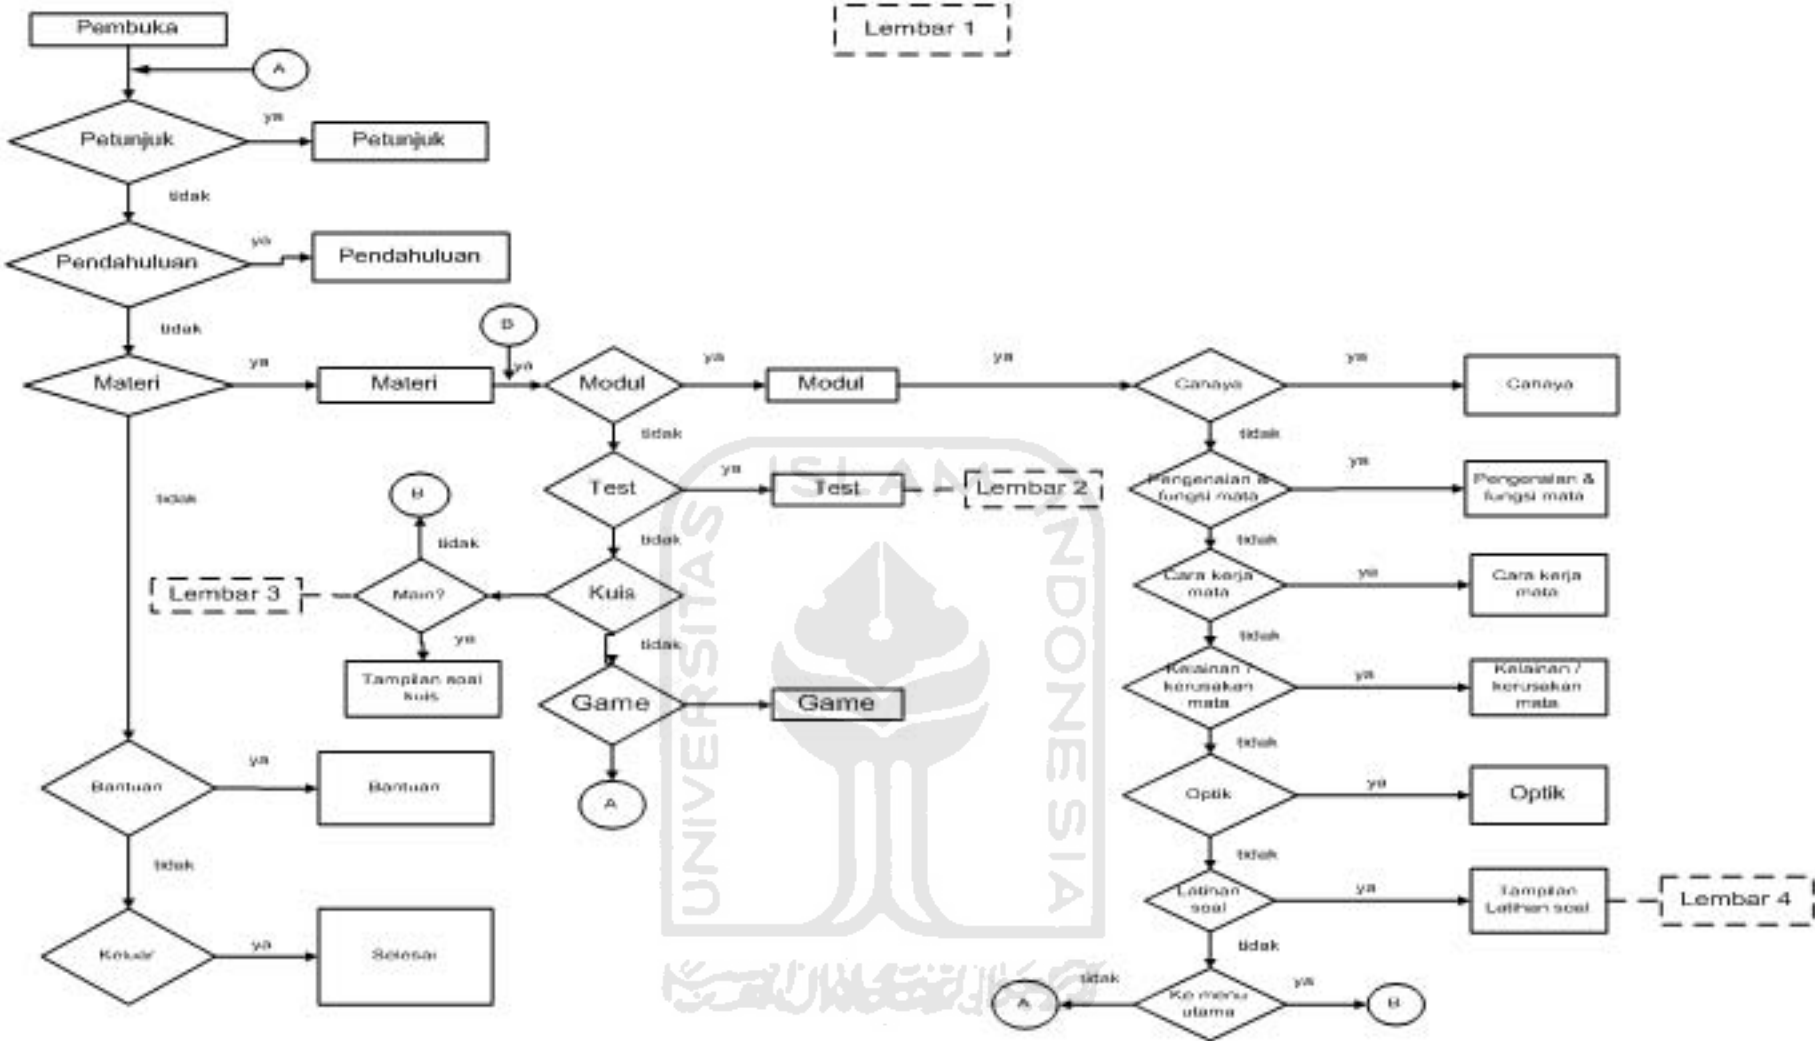 Lembar 1
Pembuka
A
Petunjuk
ya
Petunjuk
tidak
Pendahuluan
ya
Pendahuluan
tidak
B
Materi
ya
Materi
ya
Modul
ya
Modul
ya
Cahaya
ya
Cahaya
tidak
tidak
tidak
Test
ya
Test
Lembar 2
Pengenalan &
fungsi mata
ya
Pengenalan &
fungsi mata
B
tidak
tidak
tidak
Lembar 3
Main?
Kuis
Cara kerja
mata
ya
Cara kerja
mata
ya
tidak
tidak
Tampilan soal
kuis
Game
Game
Kelainan /
kerusakan
mata
ya
Kelainan /
kerusakan
mata
tidak
Bantuan
ya
Bantuan
A
Optik
ya
Optik
tidak
tidak
Latihan
soal
ya
Tampilan
Latihan soal
Lembar 4
tidak
Keluar
ya
Selesai
tidak
A
Ke menu
utama
ya
B
UNIVERSITAS
ISLAM
INDONESIA